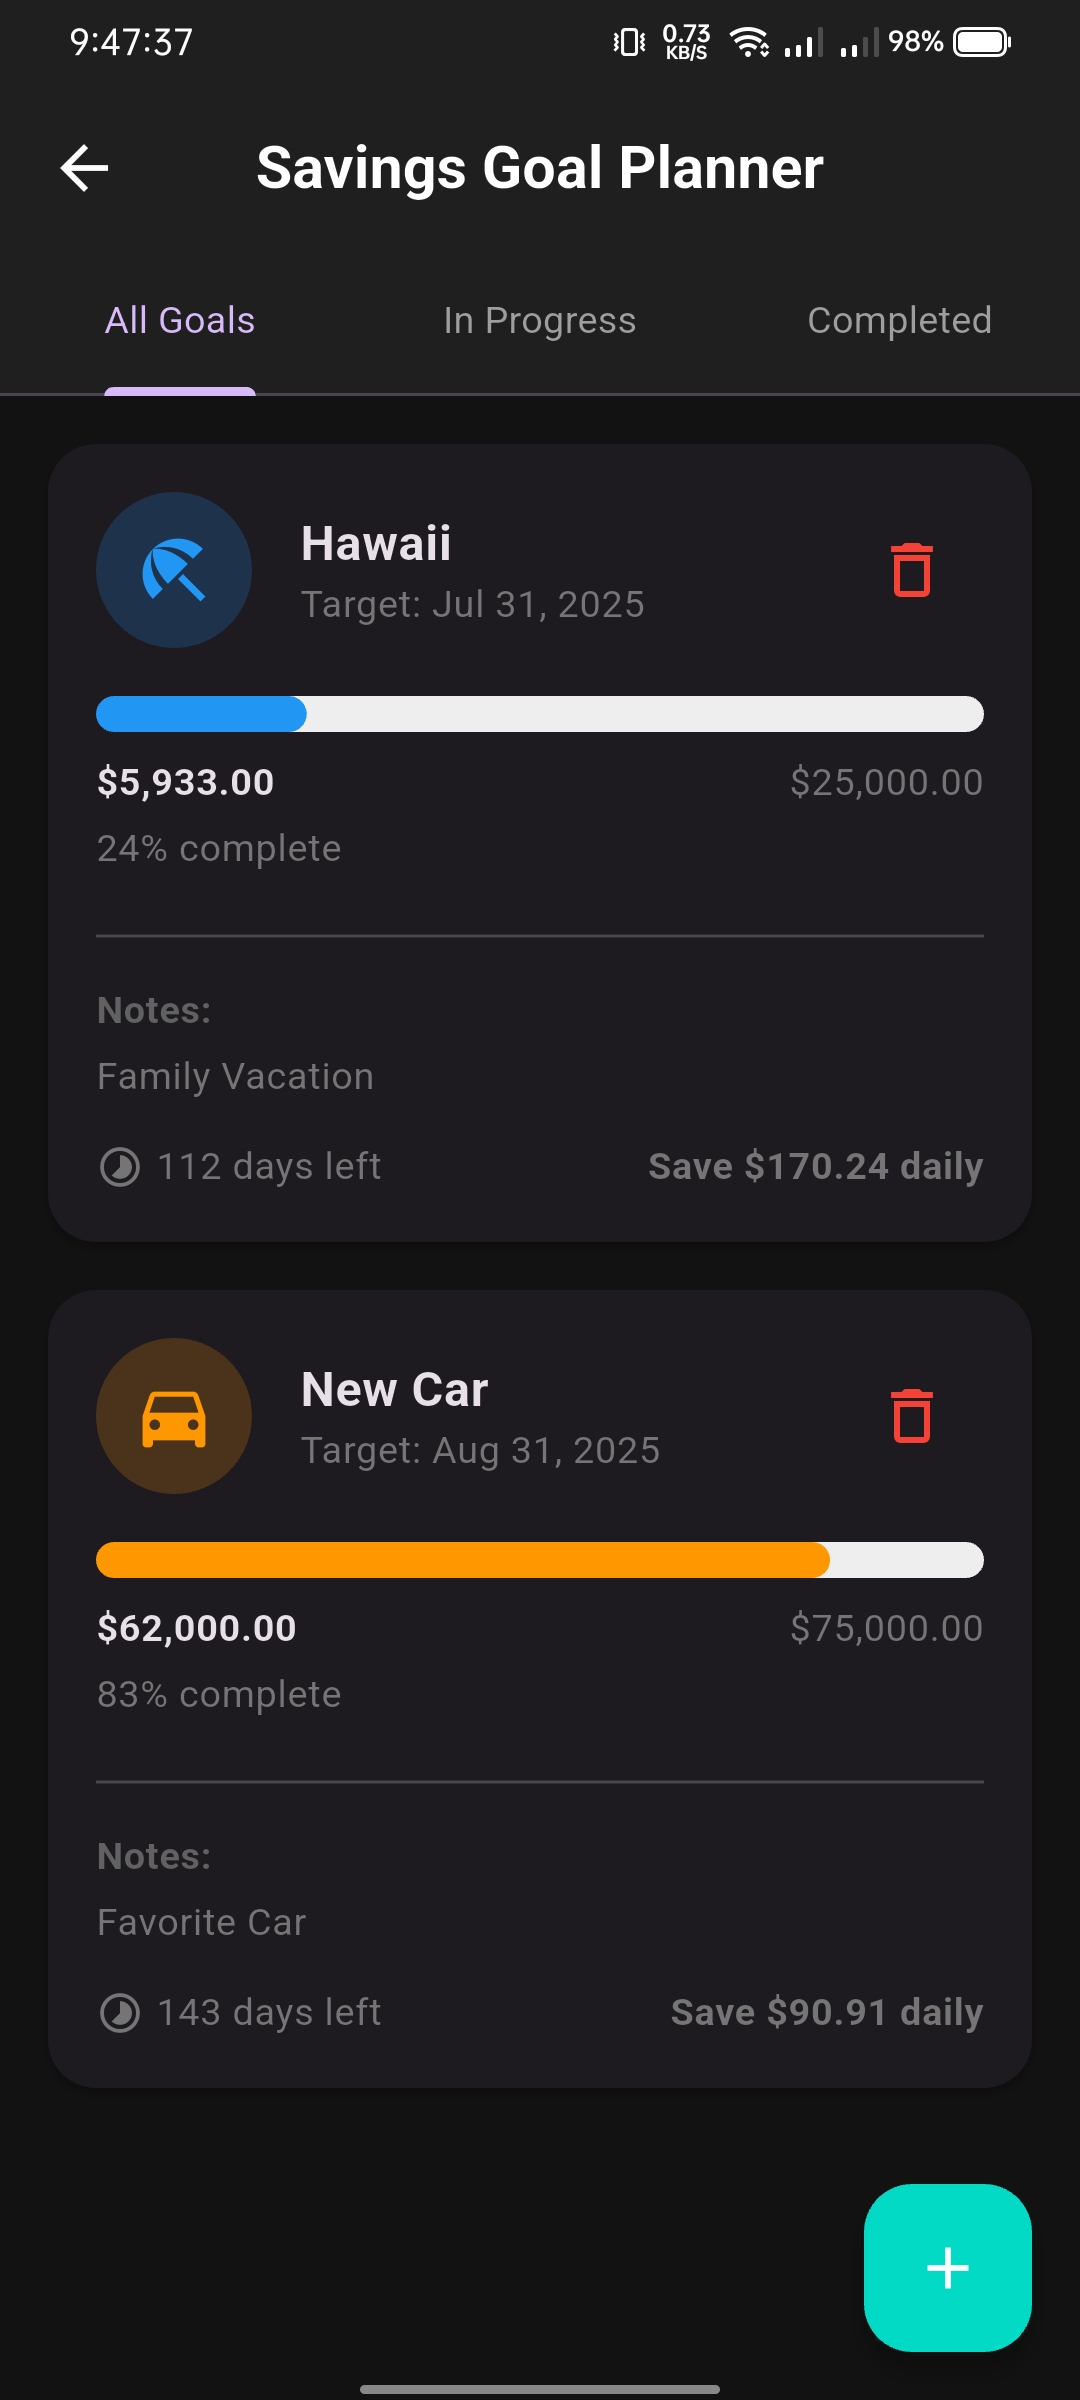 9:47:37
0.73
KB/S
98%
Savings Goal Planner
All Goals
In Progress
Completed
Hawaii
Target: Jul 31, 2025
$5,933.00
$25,000.00
24% complete
Notes:
Family Vacation
112 days left
Save $170.24 daily
New Car
Target: Aug 31, 2025
$62,000.00
$75,000.00
83% complete
Notes:
Favorite Car
143 days left
Save $90.91 daily